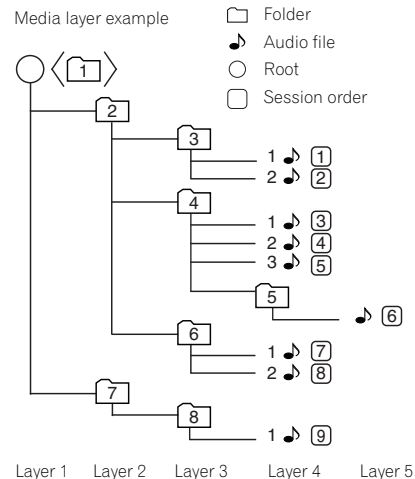 Media layer example
Folder
Audio file
Root
Session order
1
2
3
1 1
2 2
4
1 3
2 4
3 5
5
6
6
1 7
2 8
7
8
1 9
Layer 1 Layer 2 Layer 3 Layer 4 Layer 5